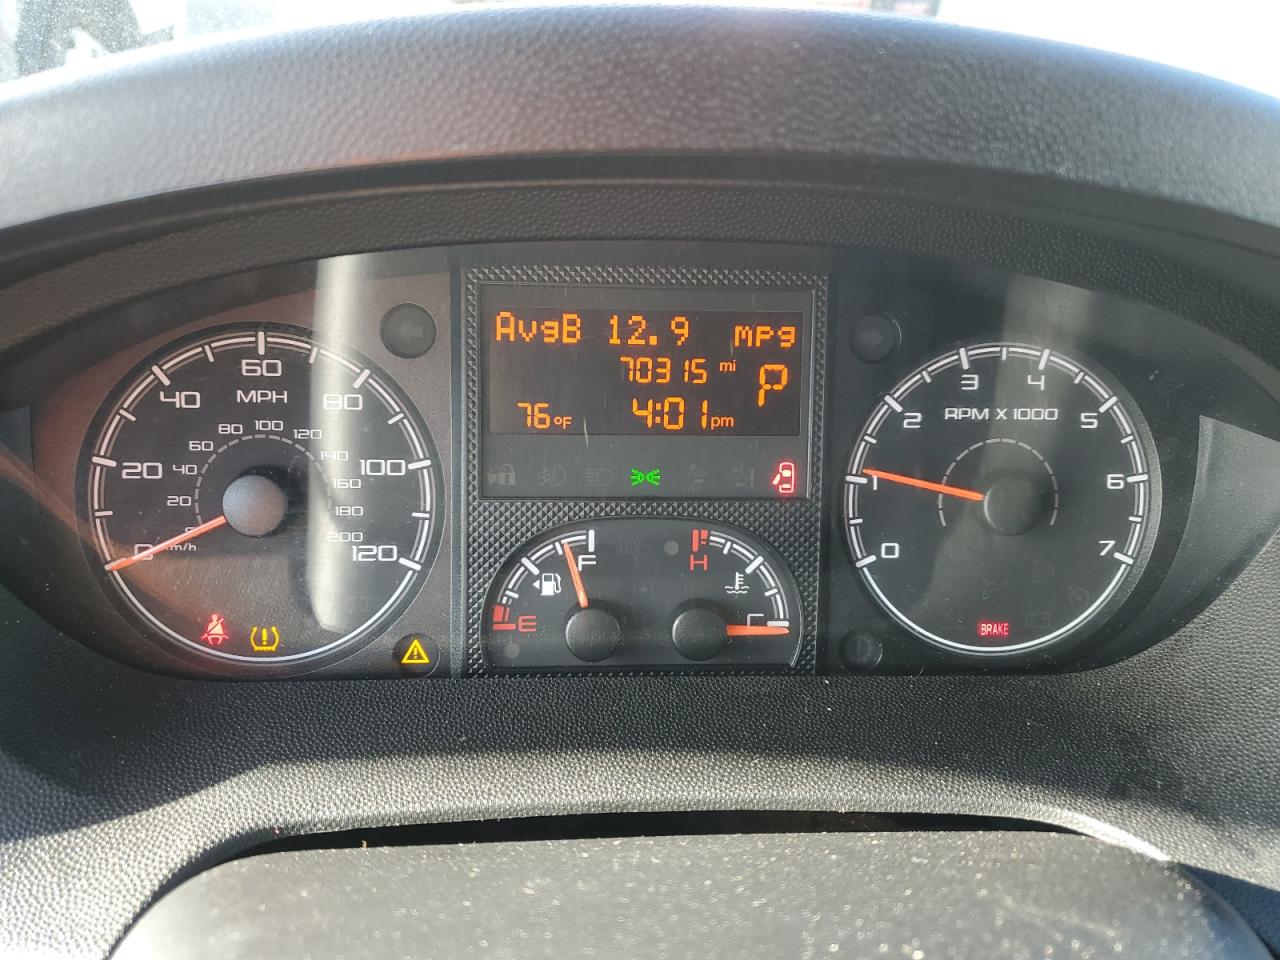 AvgB 12.9 mpg
70315 mi
P
76°F 4:01pm
60
MPH
40 80
20 100
0 120
80 100 120
60 140
40 160
20 180
0 200
km/h
3 4
RPM X 1000
2 5
1 6
0 7
F
E
H
C
BRAKE